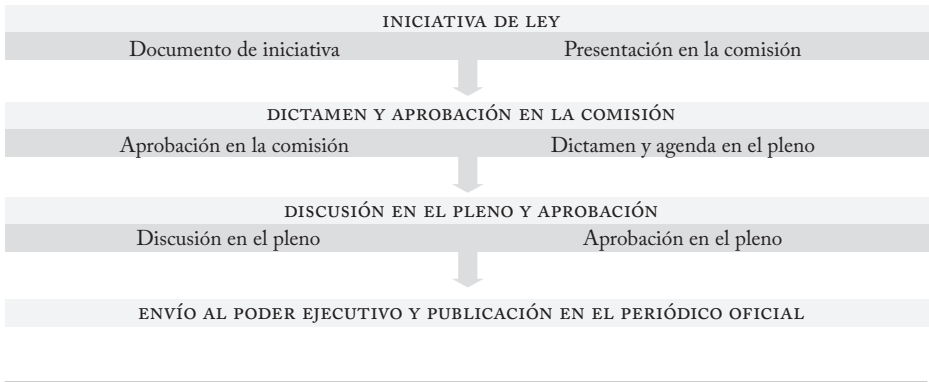 INICIATIVA DE LEY
Documento de iniciativa Presentación en la comisión
DICTAMEN Y APROBACIÓN EN LA COMISIÓN
Aprobación en la comisión Dictamen y agenda en el pleno
DISCUSIÓN EN EL PLENO Y APROBACIÓN
Discusión en el pleno Aprobación en el pleno
ENVÍO AL PODER EJECUTIVO Y PUBLICACIÓN EN EL PERIÓDICO OFICIAL